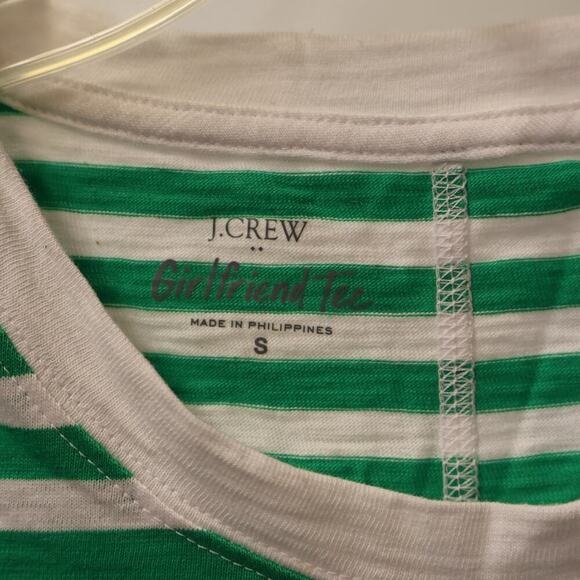 J.CREW
Girlfriend Tee
MADE IN PHILIPPINES
S